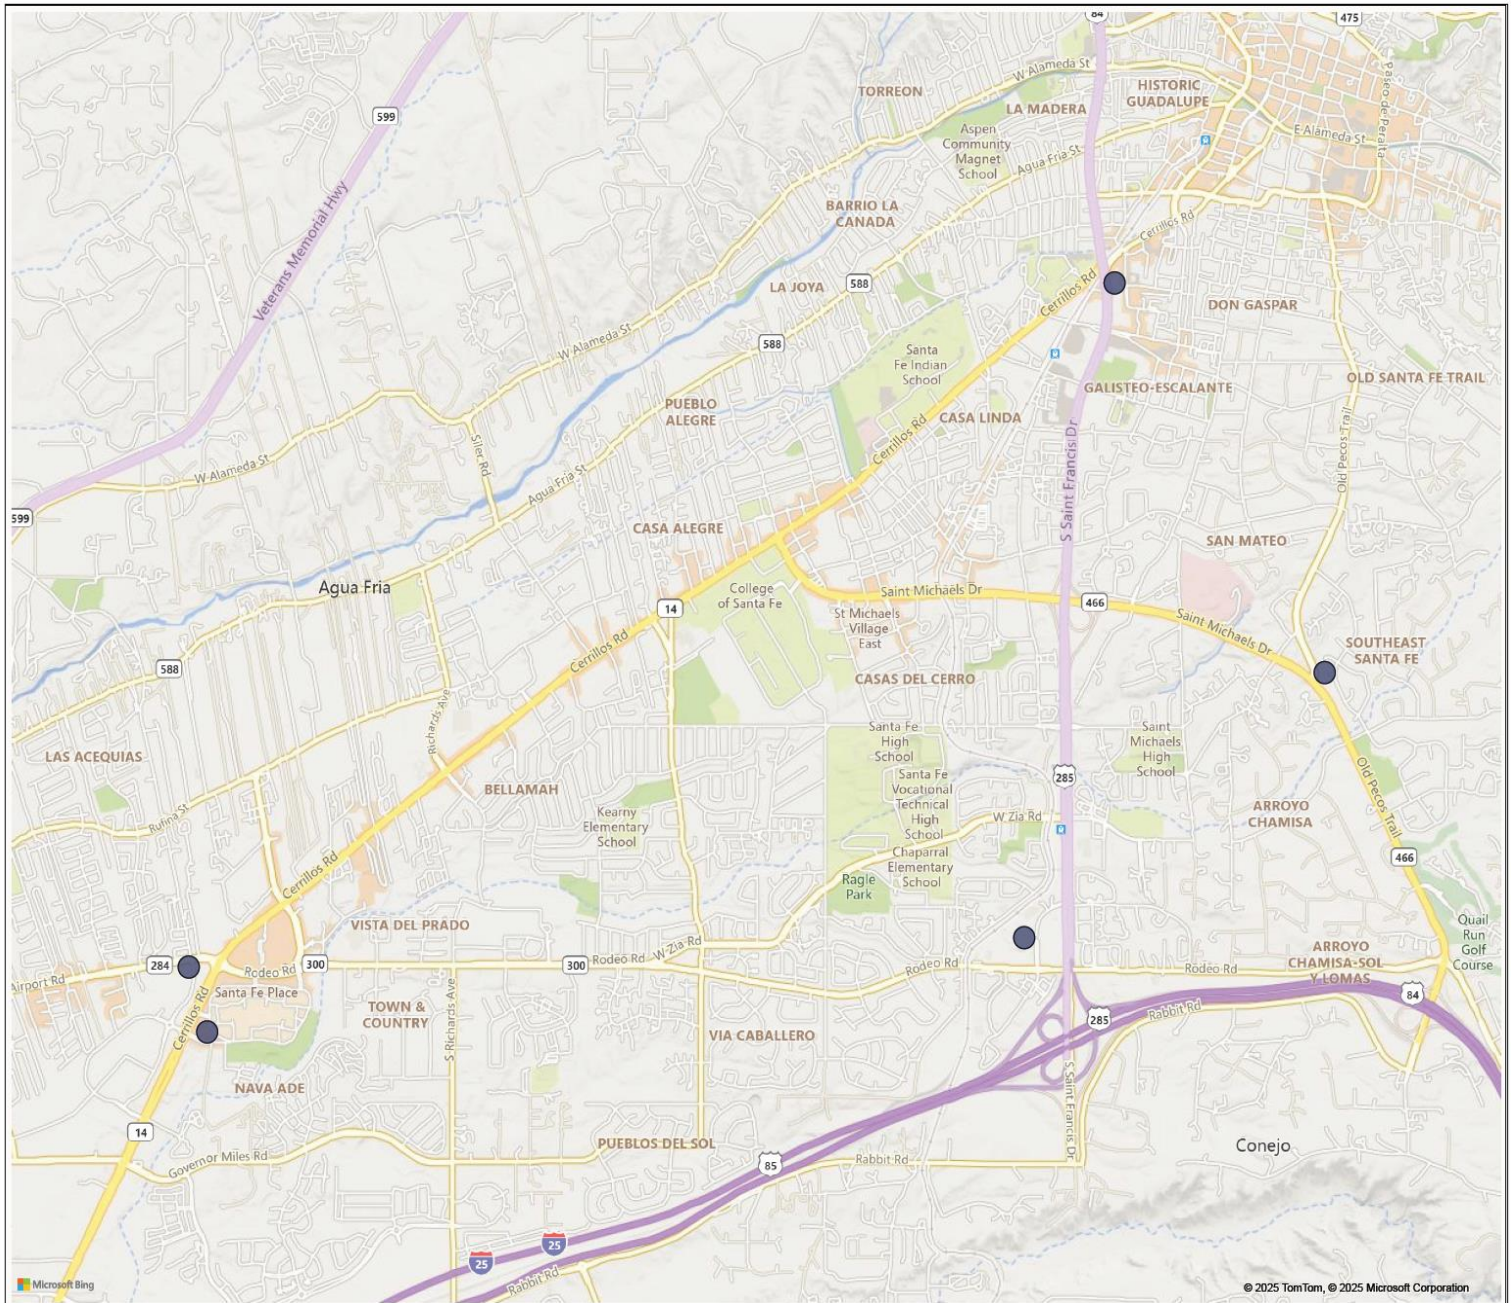 84
475
W Alameda St
TORREON
HISTORIC
GUADALUPE
LA MADERA
Paseo de Peralta
599
Aspen
Community
Magnet
School
Agua Fria St
E Alameda St
Veterans Memorial Hwy
BARRIO LA
CANADA
Cerrillos Rd
LA JOYA
588
Cerrillos Rd
DON GASPAR
W Alameda St
588
Santa
Fe Indian
School
OLD SANTA FE TRAIL
GALISTEO-ESCALANTE
PUEBLO
ALEGRE
CASA LINDA
Cerrillos Rd
Old Pecos Trail
Siler Rd
W Alameda St
Agua Fria St
S Saint Francis Dr
599
CASA ALEGRE
SAN MATEO
Agua Fria
College
of Santa Fe
Saint Michaels Dr
466
14
St Michaels
Village
East
Saint Michaels Dr
Cerrillos Rd
SOUTHEAST
SANTA FE
588
CASAS DEL CERRO
Richards Ave
Santa Fe
High
School
Saint
Michaels
High
School
LAS ACEQUIAS
Santa Fe
Vocational
Technical
High
School
285
Old Pecos Trail
BELLAMAH
Kearny
Elementary
School
W Zia Rd
ARROYO
CHAMISA
Rufina St
Chaparral
Elementary
School
466
Cerrillos Rd
Ragle
Park
VISTA DEL PRADO
Quail
Run
Golf
Course
W Zia Rd
ARROYO
CHAMISA-SOL
Y LOMAS
284
Airport Rd
Rodeo Rd
300
300
Rodeo Rd
Rodeo Rd
Rodeo Rd
Santa Fe Place
84
TOWN &
COUNTRY
S Richards Ave
Rabbit Rd
285
Cerrillos Rd
VIA CABALLERO
NAVA ADE
S Saint Francis Dr
14
PUEBLOS DEL SOL
Conejo
Governor Miles Rd
85
Rabbit Rd
25
25
Rabbit Rd
Microsoft Bing
© 2025 TomTom, © 2025 Microsoft Corporation